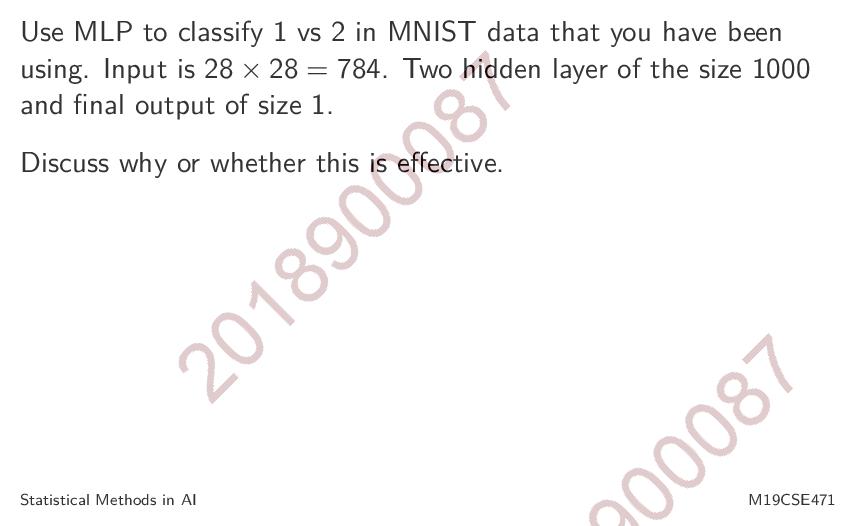 Use MLP to classify 1 vs 2 in MNIST data that you have been
using. Input is 28 × 28 = 784. Two hidden layer of the size 1000
and final output of size 1.
Discuss why or whether this is effective.
2018900087
900087
Statistical Methods in AI
M19CSE471